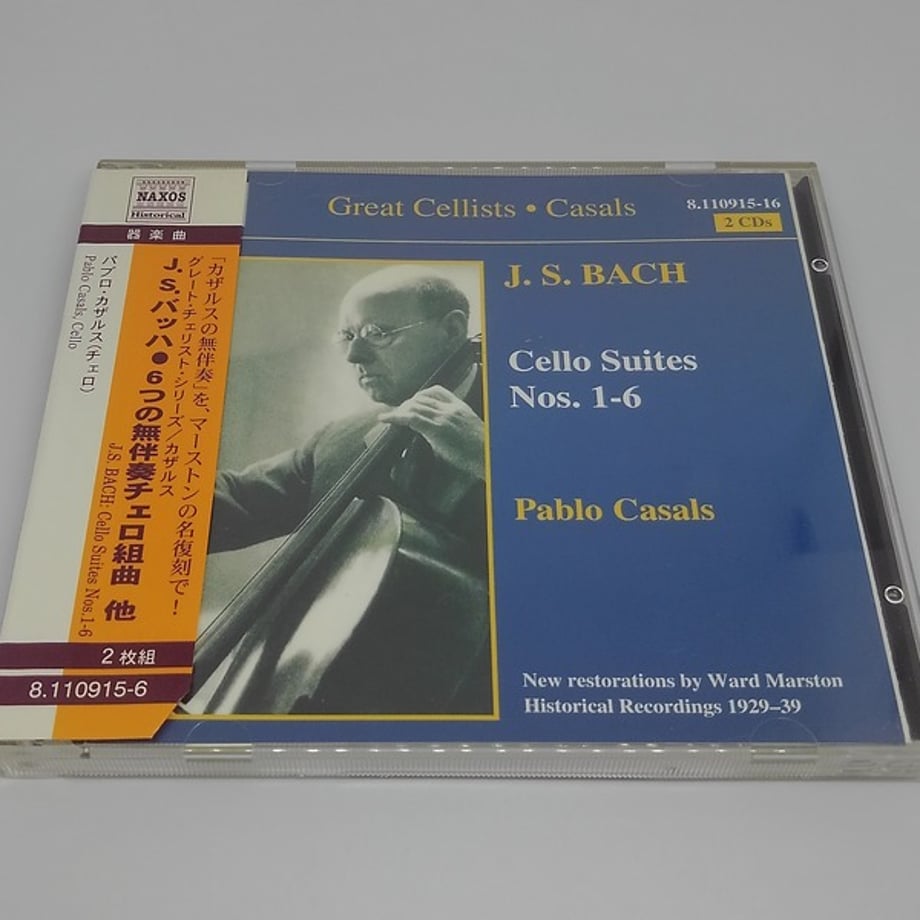 NAXOS
Historical
器楽曲
「カザルスの無伴奏」を、マーストンの名復刻で!
グレート・チェリスト・シリーズ/カザルス
J.S.バッハ●6つの無伴奏チェロ組曲 他
J.S. BACH: Cello Suites Nos.1-6
パブロ・カザルス(チェロ)
Pablo Casals, Cello
2枚組
8.110915-6
Great Cellists • Casals
8.110915-16
2 CDs
J. S. BACH
Cello Suites
Nos. 1-6
Pablo Casals
New restorations by Ward Marston
Historical Recordings 1929–39